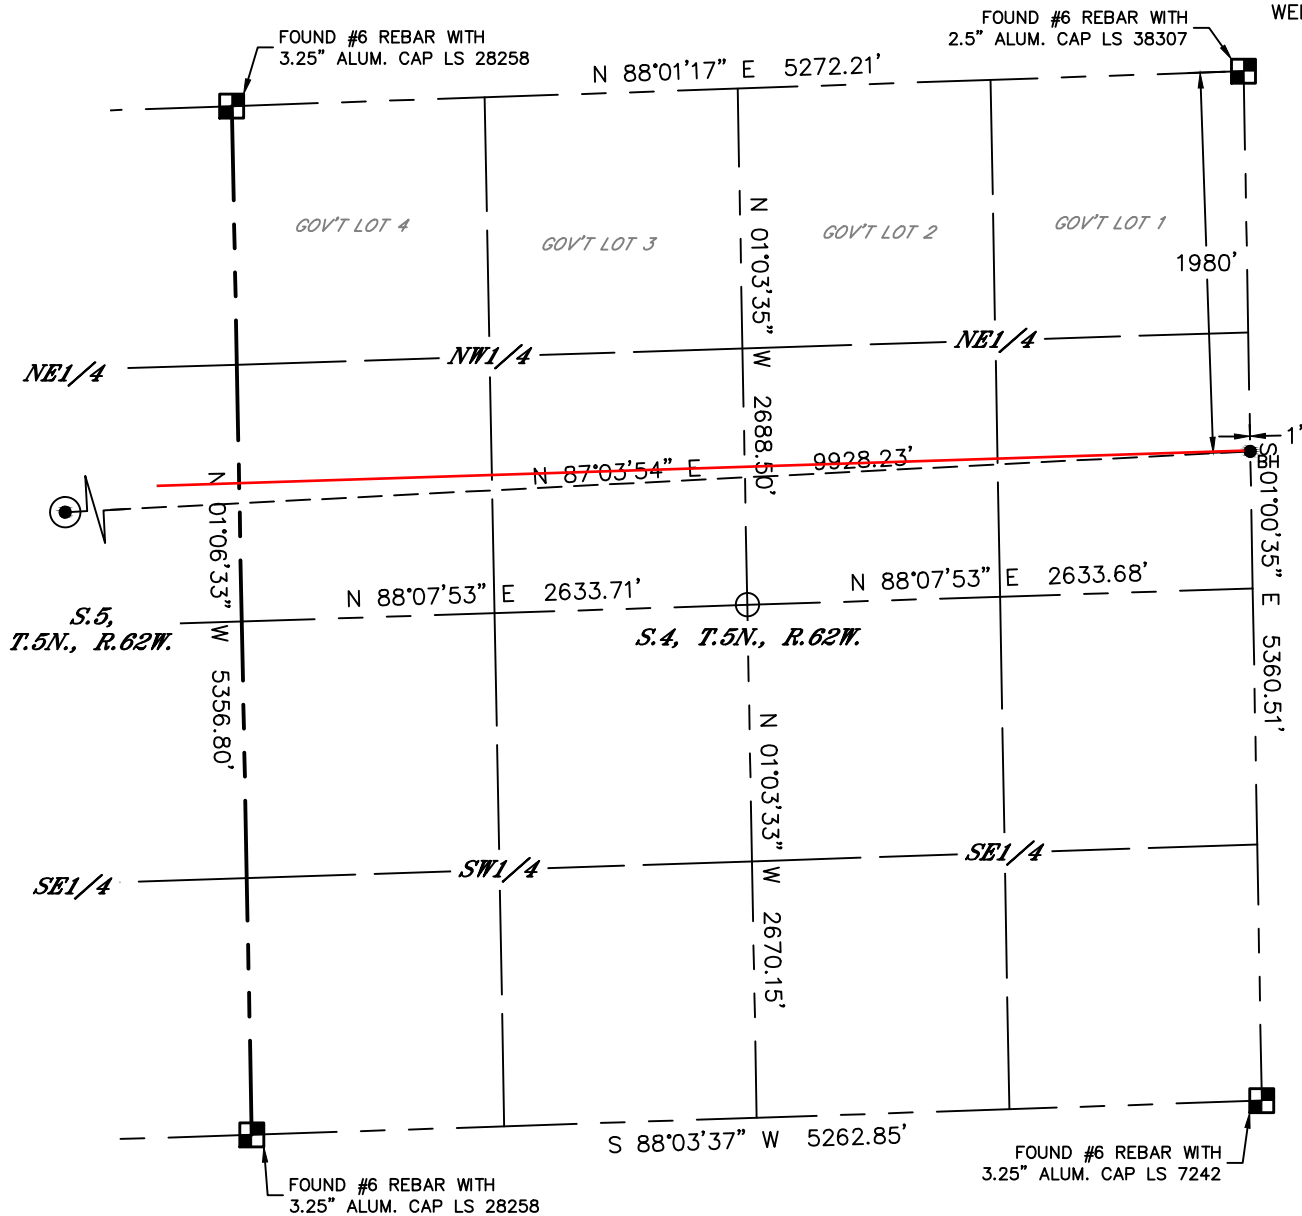 WEL
FOUND #6 REBAR WITH
2.5" ALUM. CAP LS 38307
FOUND #6 REBAR WITH
3.25" ALUM. CAP LS 28258
N 88°01'17" E 5272.21'
GOV'T LOT 4
GOV'T LOT 3
GOV'T LOT 2
GOV'T LOT 1
1980'
N 01°03'35" W 2688.50'
NE1/4
NW1/4
NE1/4
1'
N 87°03'54" E 9928.23'
BH
N 01°06'33" W 5356.80'
S 01°00'35" E 5360.51'
N 88°07'53" E 2633.71'
N 88°07'53" E 2633.68'
S.5,
T.5N., R.62W.
S.4, T.5N., R.62W.
N 01°03'33" W 2670.15'
SE1/4
SW1/4
SE1/4
S 88°03'37" W 5262.85'
FOUND #6 REBAR WITH
3.25" ALUM. CAP LS 7242
FOUND #6 REBAR WITH
3.25" ALUM. CAP LS 28258